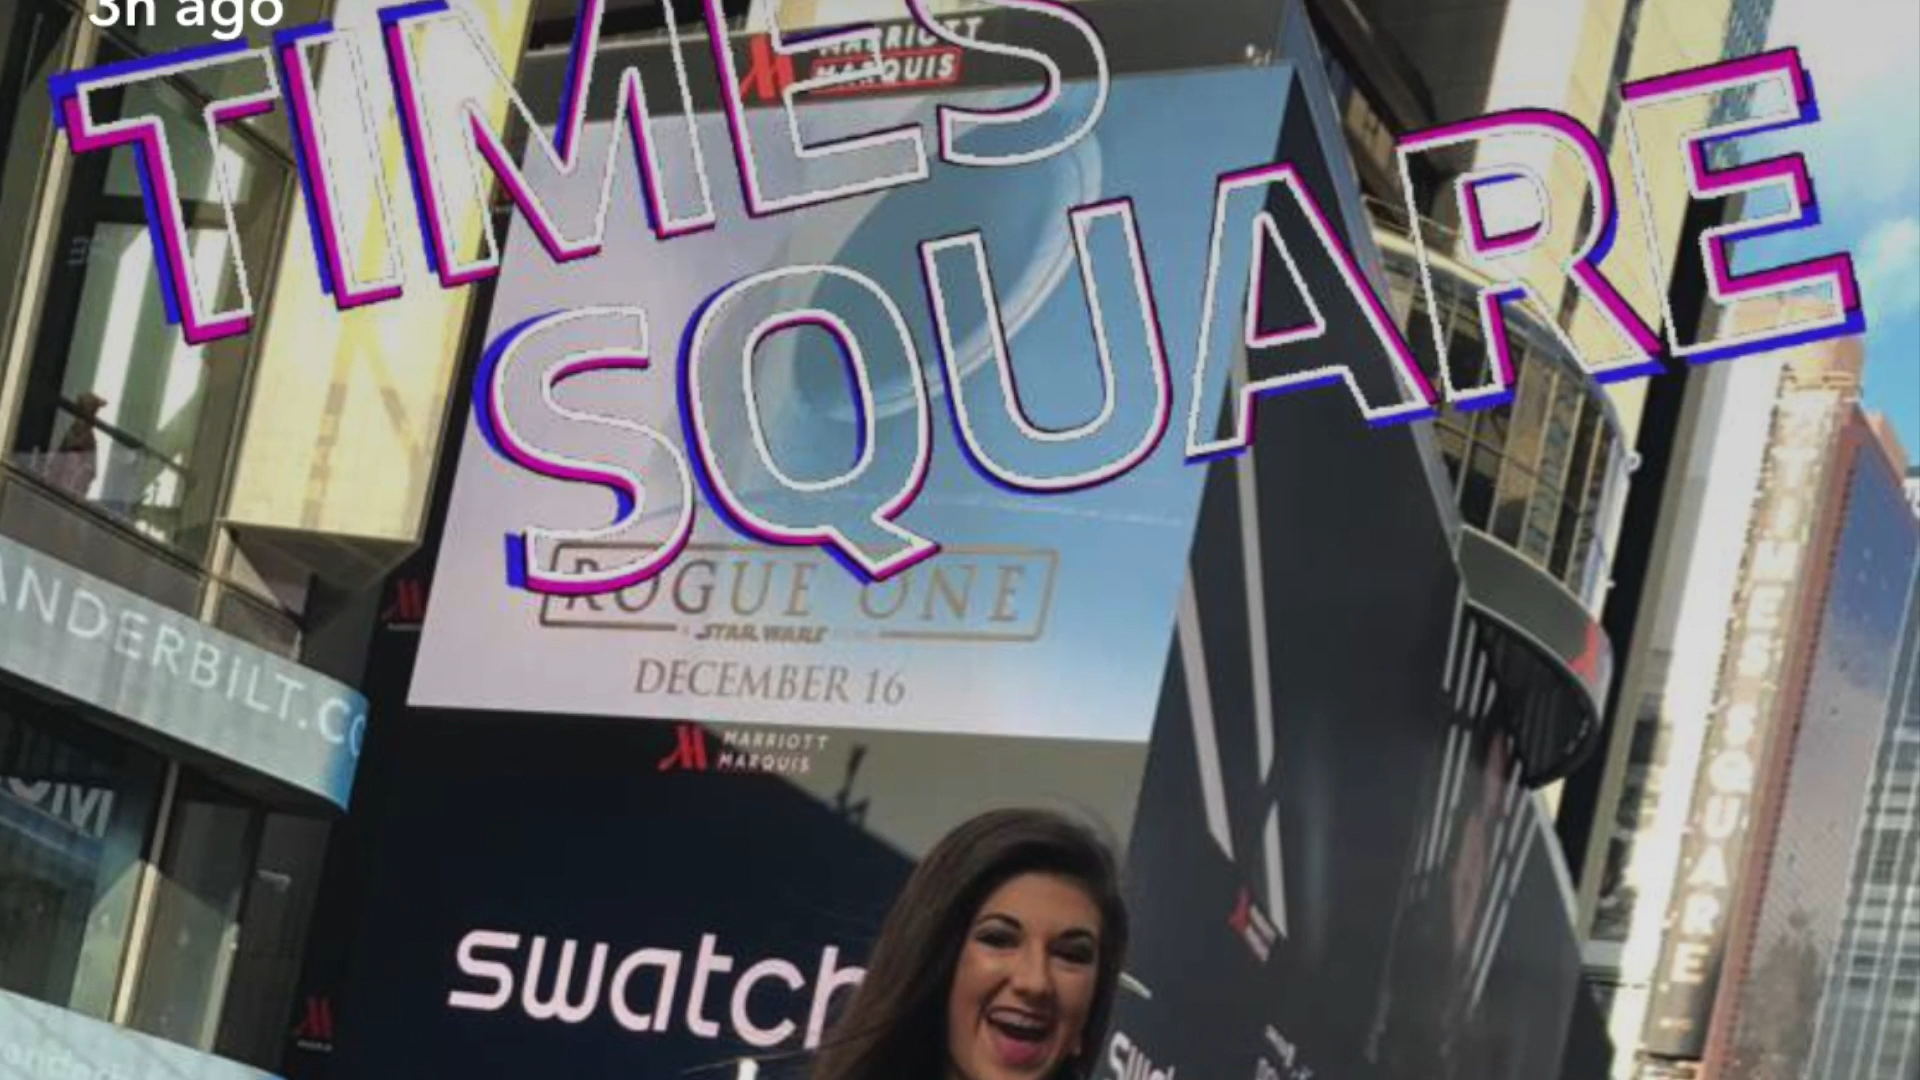 3h ago
TIMES
SQUARE
MARRIOTT
MARQUIS
ROGUE ONE
A STAR WARS STORY
DECEMBER 16
ANDERBILT.CO
MARRIOTT
MARQUIS
swatch
TIMES SQUARE